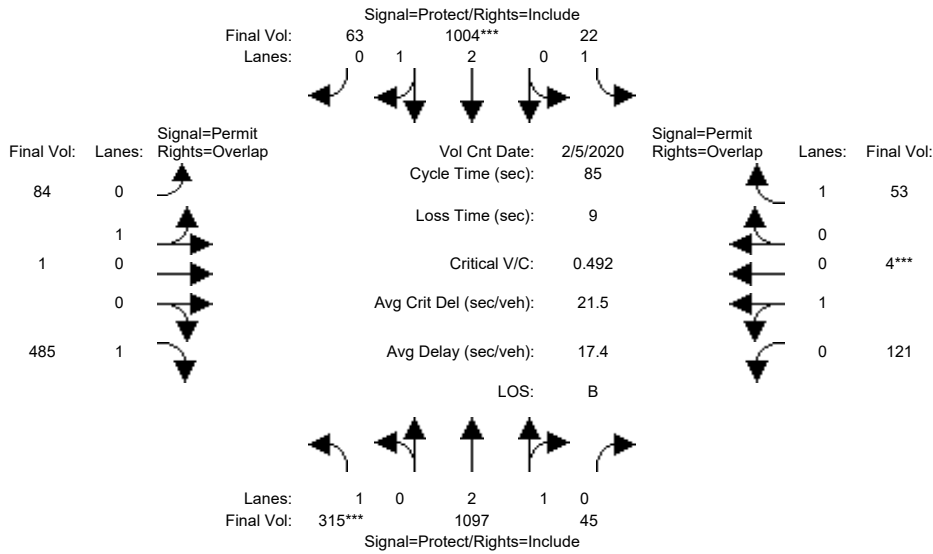 Signal=Protect/Rights=Include
Final Vol: 63 1004*** 22
Lanes: 0 1 2 0 1
Signal=Permit Signal=Permit
Final Vol: Lanes: Rights=Overlap Vol Cnt Date: 2/5/2020 Rights=Overlap Lanes: Final Vol:
Cycle Time (sec): 85
84 0 1 53
Loss Time (sec): 9
1 0
1 0 Critical V/C: 0.492 0 4***
0 Avg Crit Del (sec/veh): 21.5 1
485 1 Avg Delay (sec/veh): 17.4 0 121
LOS: B
Lanes: 1 0 2 1 0
Final Vol: 315*** 1097 45
Signal=Protect/Rights=Include